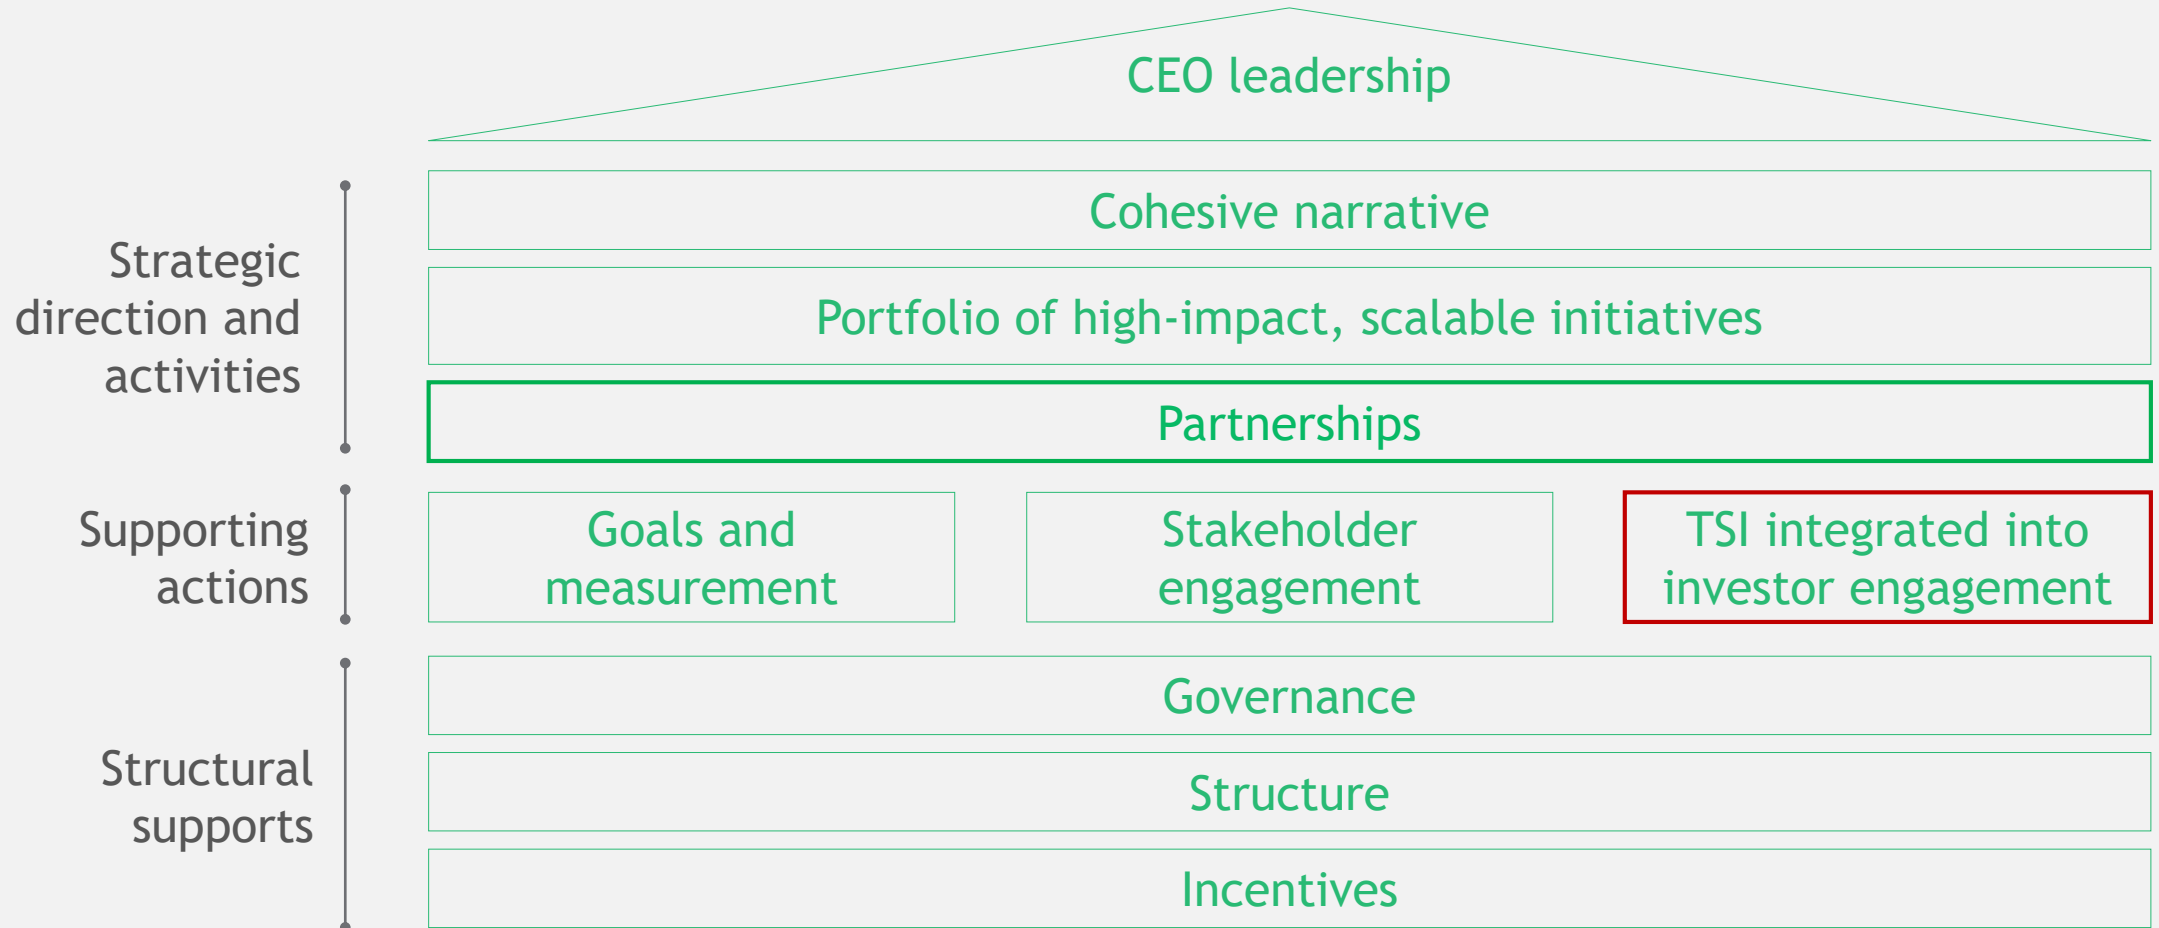 CEO leadership
Strategic
direction and
activities
Cohesive narrative
Portfolio of high-impact, scalable initiatives
Partnerships
Supporting
actions
Goals and
measurement
Stakeholder
engagement
TSI integrated into
investor engagement
Structural
supports
Governance
Structure
Incentives